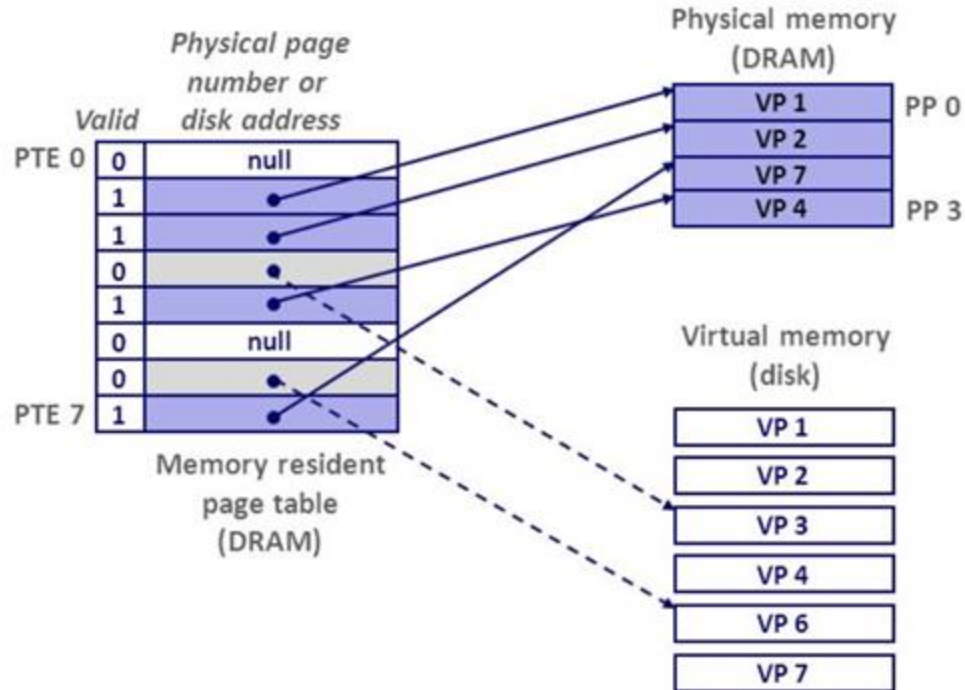 Physical page
number or
disk address
Valid
PTE 0
0
null
1
1
0
1
0
null
0
PTE 7
1
Memory resident
page table
(DRAM)
Physical memory
(DRAM)
VP 1
PP 0
VP 2
VP 7
VP 4
PP 3
Virtual memory
(disk)
VP 1
VP 2
VP 3
VP 4
VP 6
VP 7